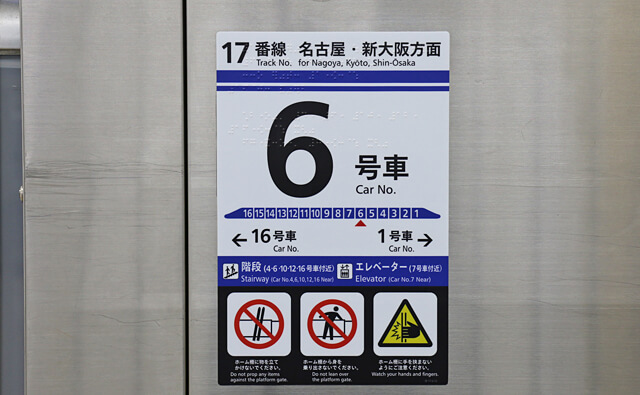 17番線 名古屋・新大阪方面
Track No. for Nagoya, Kyōto, Shin-Ōsaka
6号車
Car No.
16 15 14 13 12 11 10 9 8 7 6 5 4 3 2 1
←16号車 1号車→
Car No. Car No.
階段(4・6・10・12・16号車付近) エレベーター(7号車付近)
Stairway (Car No.4,6,10,12,16 Near) Elevator (Car No.7 Near)
ホーム柵に物を立て
かけないでください。
Do not prop any items
against the platform gate.
ホーム柵から身を
乗り出さないでください。
Do not lean over
the platform gate.
ホーム柵に手を挟まない
ようにご注意ください。
Watch your hands and fingers.